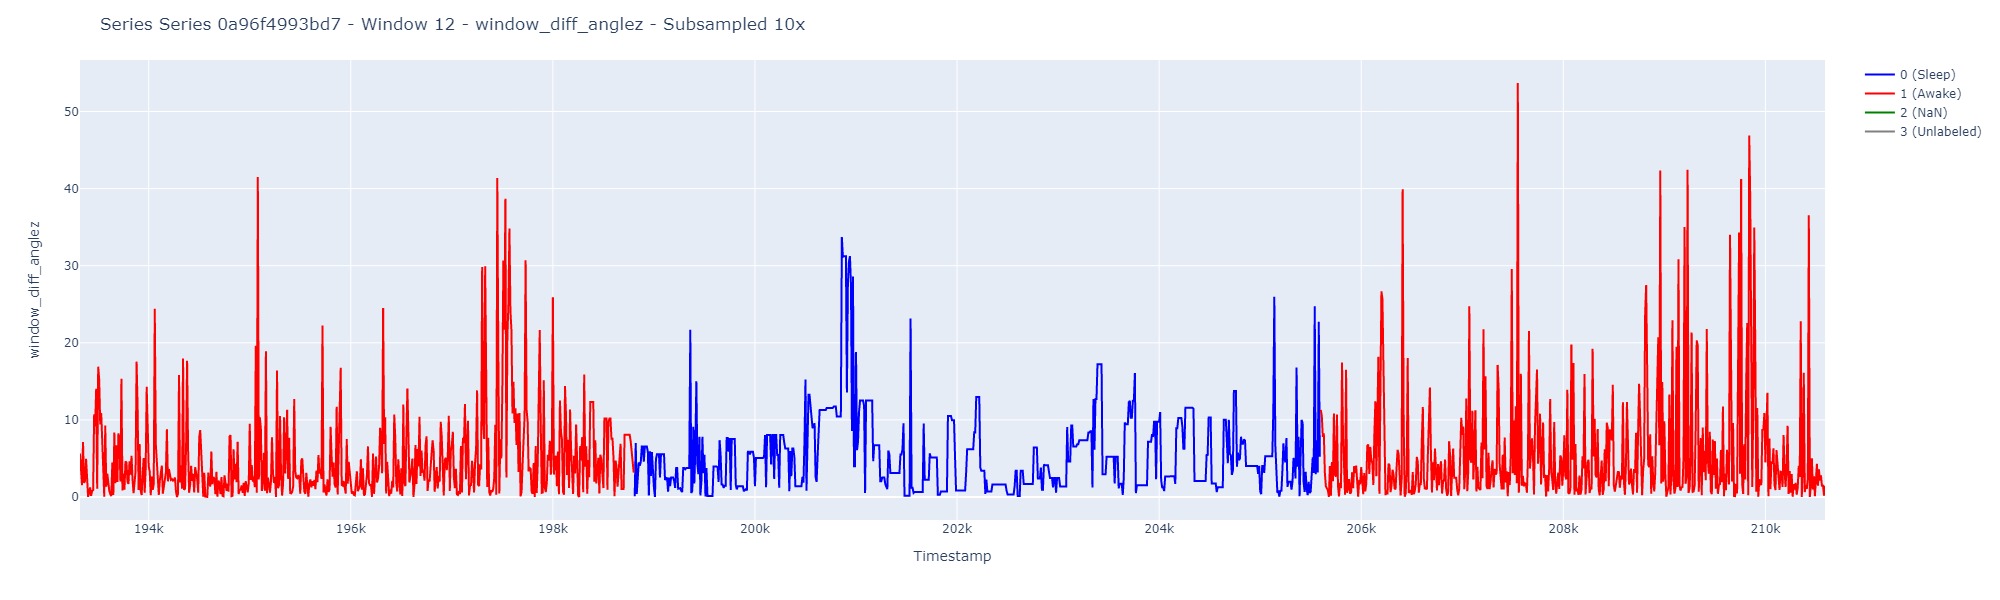 Series Series 0a96f4993bd7 - Window 12 - window_diff_anglez - Subsampled 10x
0 (Sleep)
1 (Awake)
2 (NaN)
3 (Unlabeled)
window_diff_anglez
50
40
30
20
10
0
194k 196k 198k 200k 202k 204k 206k 208k 210k
Timestamp